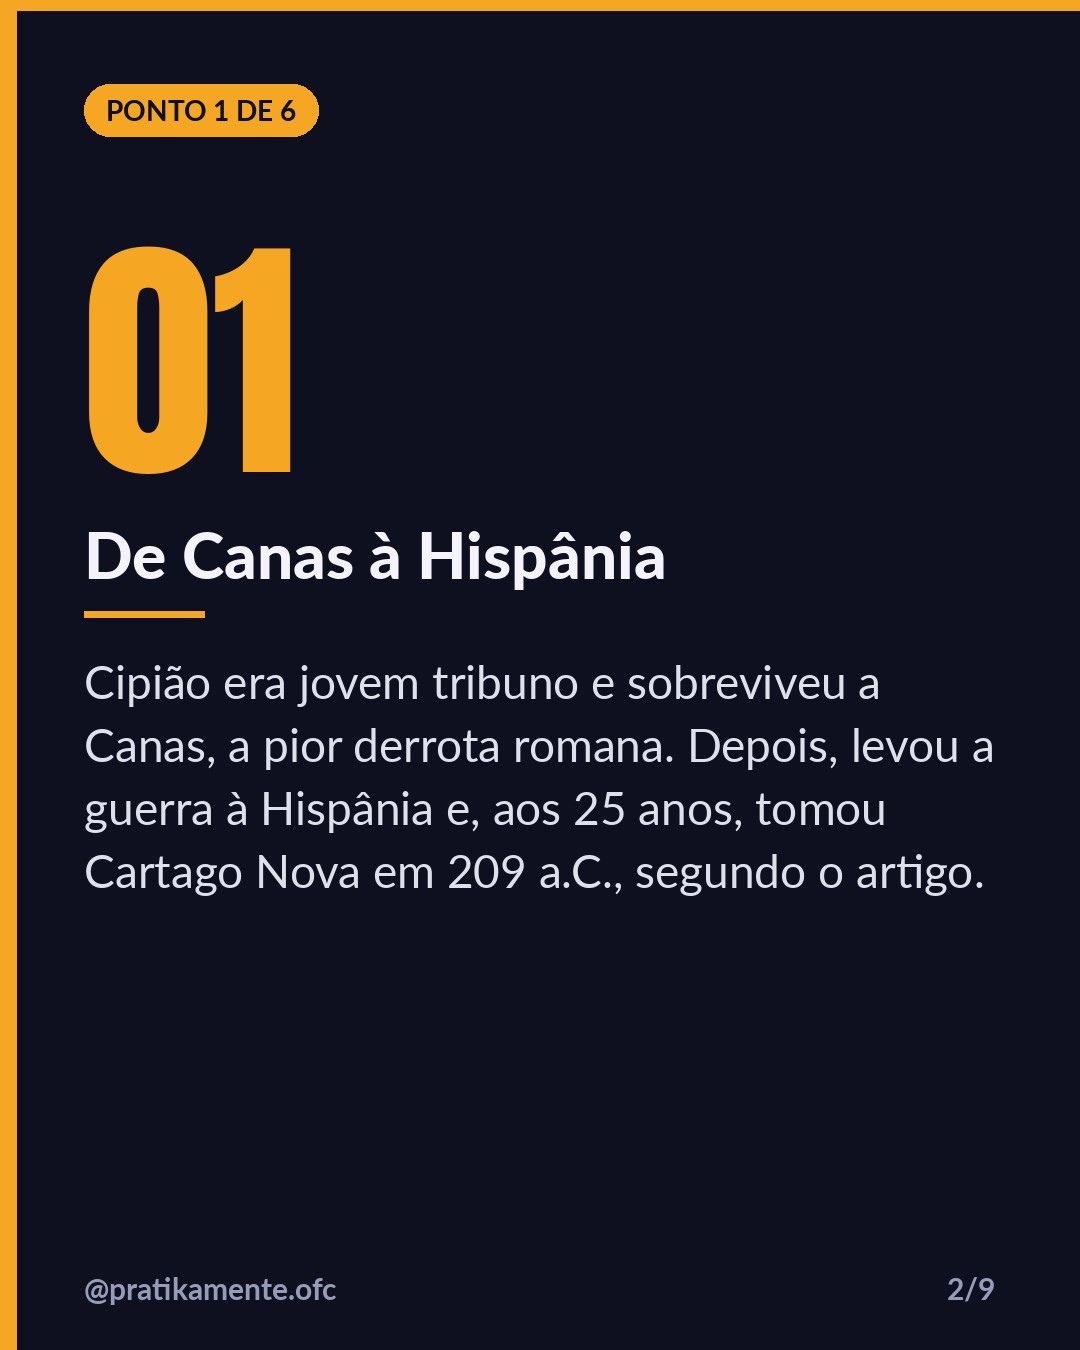 PONTO 1 DE 6
01
De Canas à Hispânia
Cipião era jovem tribuno e sobreviveu a
Canas, a pior derrota romana. Depois, levou a
guerra à Hispânia e, aos 25 anos, tomou
Cartago Nova em 209 a.C., segundo o artigo.
@pratikamente.ofc
2/9